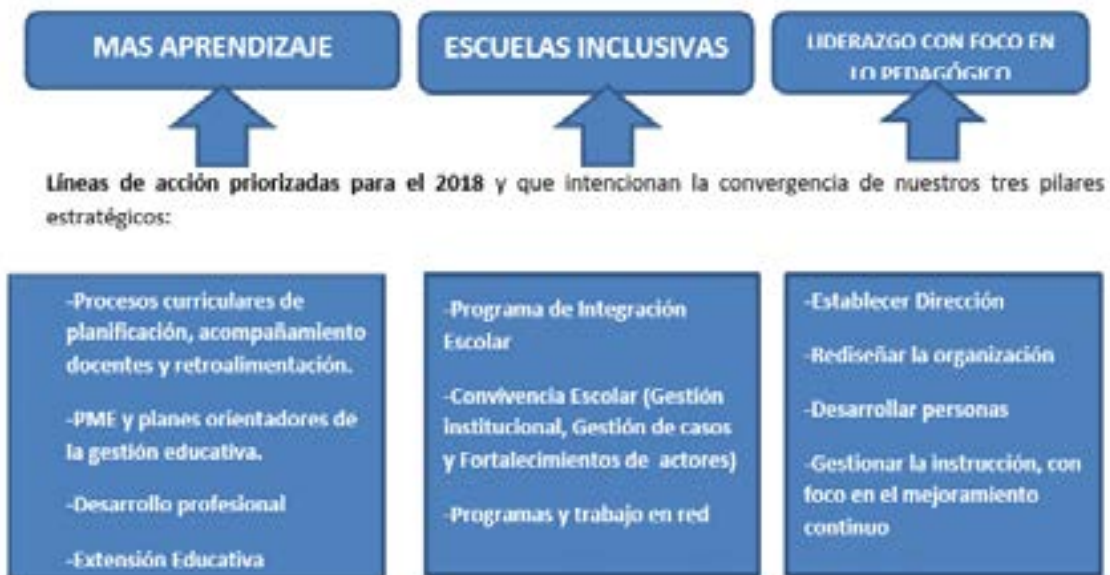 MAS APRENDIZAJE
ESCUELAS INCLUSIVAS
LIDERAZGO CON FOCO EN
LO PEDAGÓGICO
Líneas de acción priorizadas para el 2018 y que intencionan la convergencia de nuestros tres pilares
estratégicos:
-Procesos curriculares de
planificación, acompañamiento
docentes y retroalimentación.
-PME y planes orientadores de
la gestión educativa.
-Desarrollo profesional
-Extensión Educativa
-Programa de Integración
Escolar
-Convivencia Escolar (Gestión
institucional, Gestión de casos
y Fortalecimientos de actores)
-Programas y trabajo en red
-Establecer Dirección
-Rediseñar la organización
-Desarrollar personas
-Gestionar la instrucción, con
foco en el mejoramiento
continuo